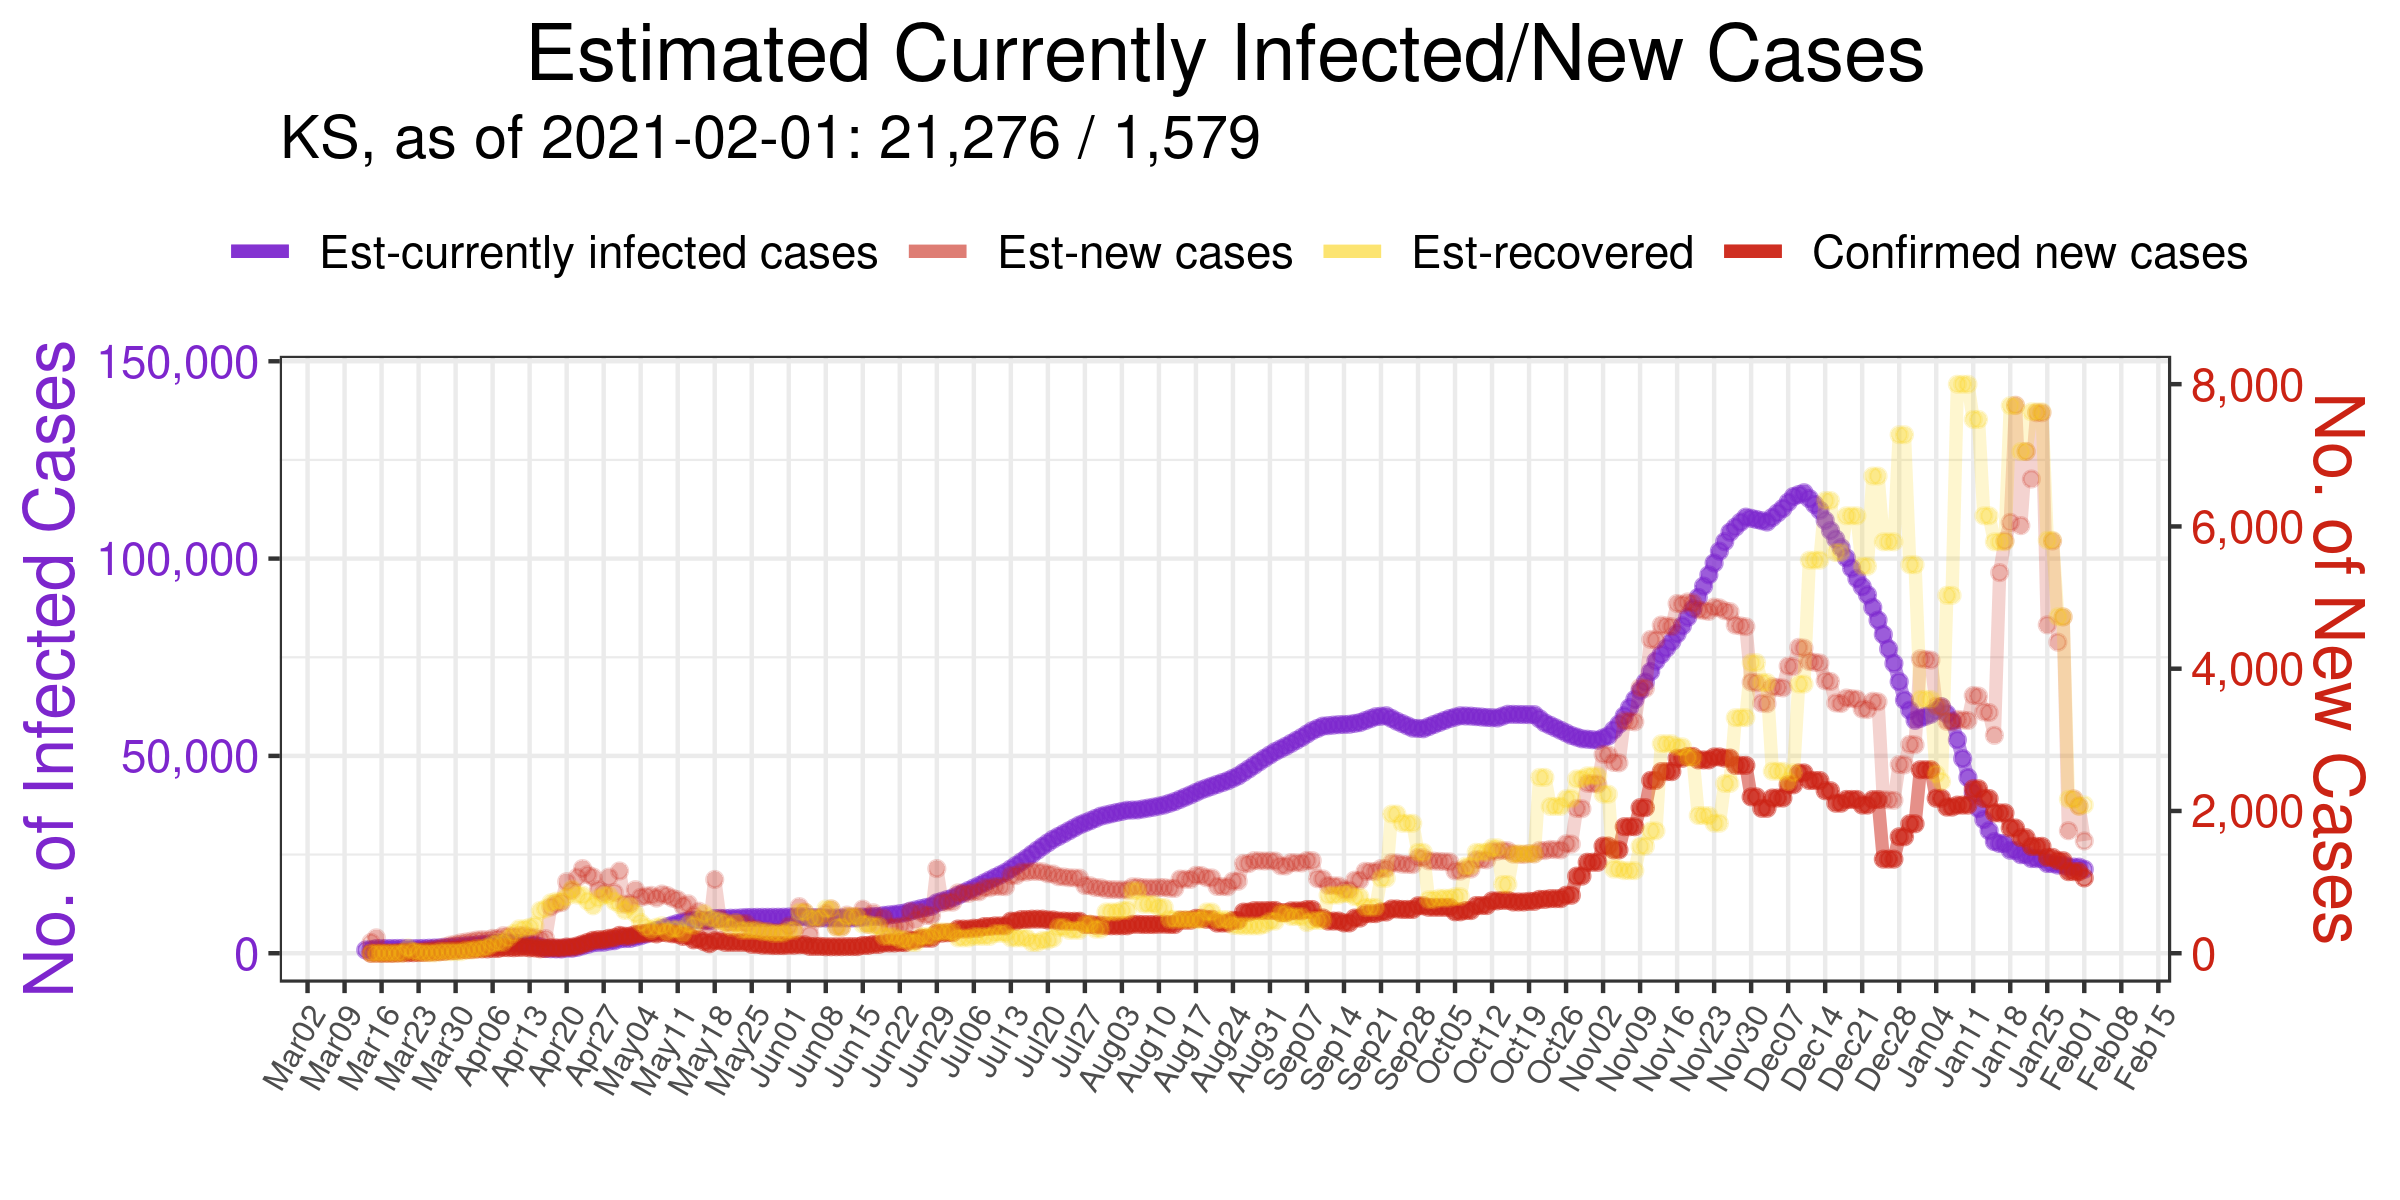 Estimated Currently Infected/New Cases
KS, as of 2021-02-01: 21,276 / 1,579
Est-currently infected cases Est-new cases Est-recovered Confirmed new cases
No. of Infected Cases
150,000
100,000
50,000
0
8,000
6,000
4,000
2,000
0
No. of New Cases
Mar02
Mar09
Mar16
Mar23
Mar30
Apr06
Apr13
Apr20
Apr27
May04
May11
May18
May25
Jun01
Jun08
Jun15
Jun22
Jun29
Jul06
Jul13
Jul20
Jul27
Aug03
Aug10
Aug17
Aug24
Aug31
Sep07
Sep14
Sep21
Sep28
Oct05
Oct12
Oct19
Oct26
Nov02
Nov09
Nov16
Nov23
Nov30
Dec07
Dec14
Dec21
Dec28
Jan04
Jan11
Jan18
Jan25
Feb01
Feb08
Feb15